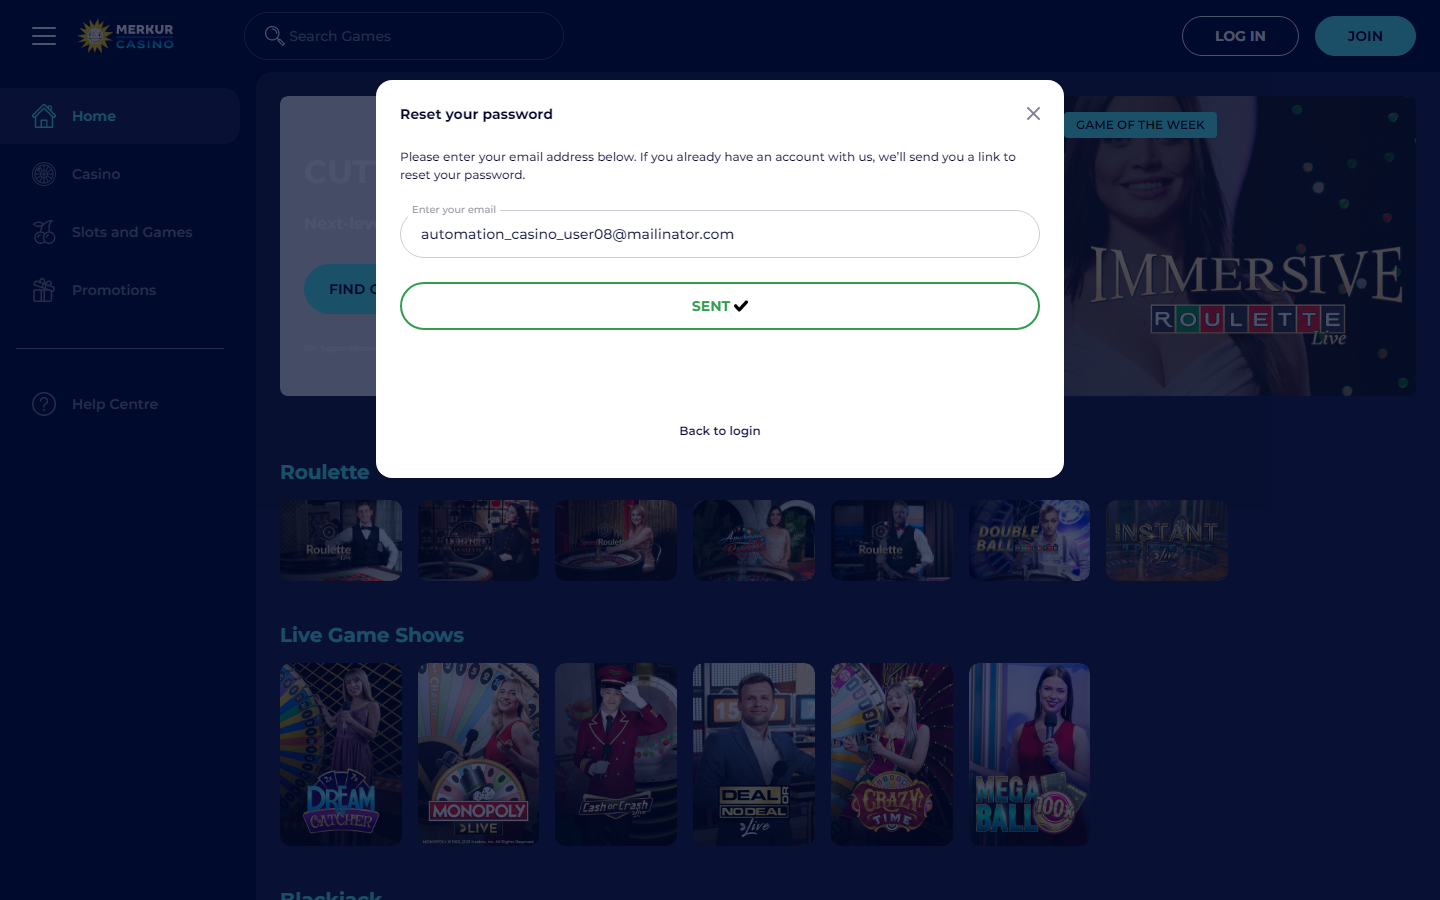 MERKUR
CASINO
Search Games
LOG IN
JOIN
Home
Casino
Slots and Games
Promotions
Help Centre
CUTT
Next-leve
FIND
Reset your password
Please enter your email address below. If you already have an account with us, we'll send you a link to
reset your password.
Enter your email
automation_casino_user08@mailinator.com
SENT
Back to login
GAME OF THE WEEK
IMMERSIVE
ROULETTE
Live
Roulette
Roulette
Roulette
Roulette
DOUBLE
BALL
INSTANT
Live Game Shows
DREAM
CATCHER
MONOPOLY
LIVE
Cash or Crash
DEAL OR
NO DEAL
Live
CRAZY
TIME
MEGA
BALL
100x
Blackjack